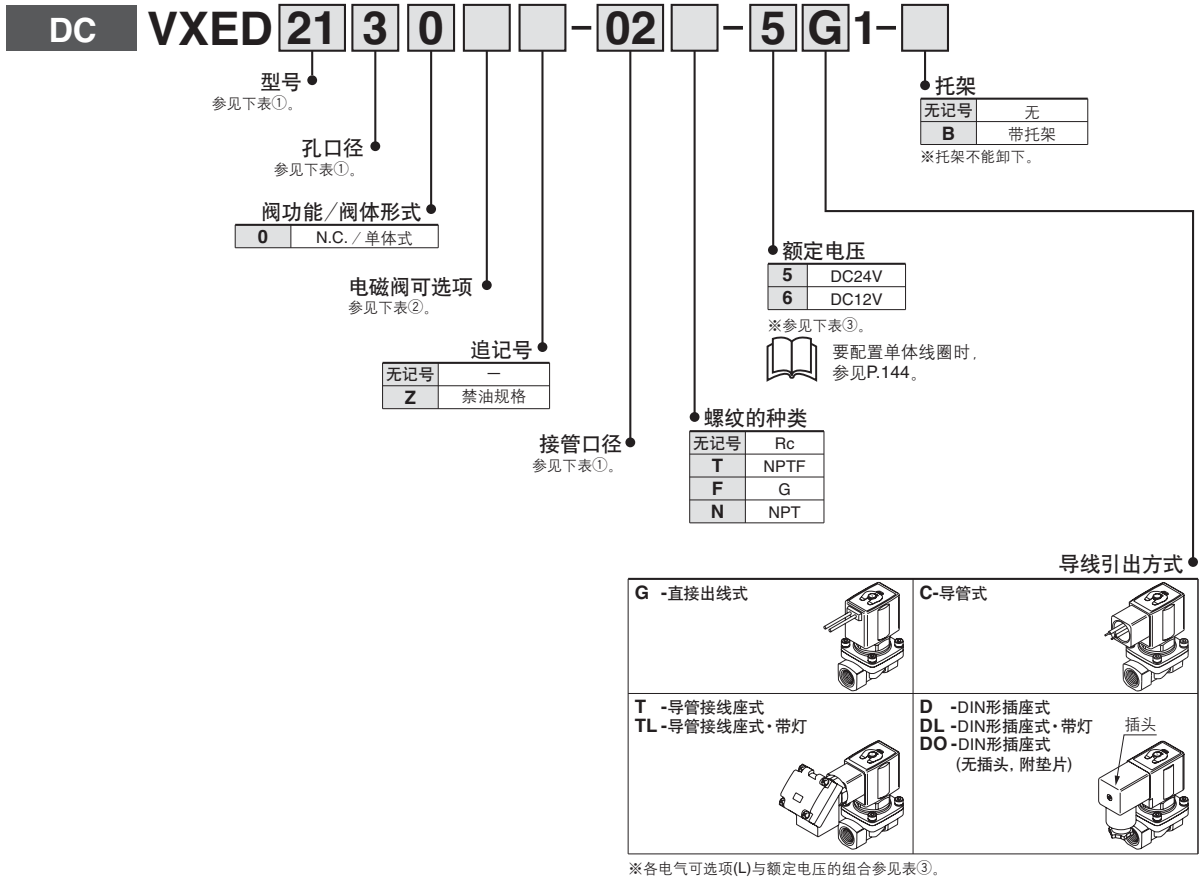 DC VXED 21 3 0 - 02 - 5 G 1 -
型号
参见下表①。
孔口径
参见下表①。
阀功能/阀体形式
0 N.C./单体式
电磁阀可选项
参见下表②。
追记号
无记号 －
Z 禁油规格
接管口径
参见下表①。
螺纹的种类
无记号 Rc
T NPTF
F G
N NPT
额定电压
5 DC24V
6 DC12V
※参见下表③。
要配置单体线圈时,
参见P.144。
托架
无记号 无
B 带托架
※托架不能卸下。
导线引出方式
G -直接出线式
C-导管式
T -导管接线座式
TL-导管接线座式·带灯
D -DIN形插座式
DL -DIN形插座式·带灯
DO-DIN形插座式
(无插头, 附垫片)
插头
※各电气可选项(L)与额定电压的组合参见表③。